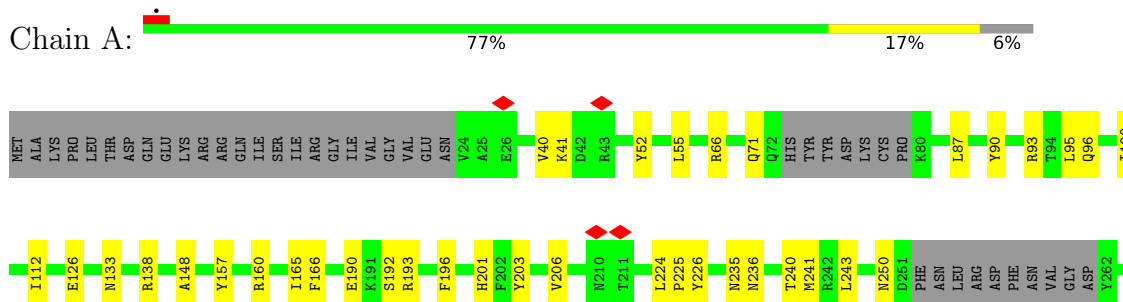 Chain A:
77% 17% 6%
MET ALA LYS PRO LEU THR ASP GLN GLU LYS ARG ARG GLN ILE SER ILE ARG GLY ILE VAL GLY VAL GLU ASN V24 A25 E26 V40 K41 D42 R43 Y52 L55 R66 Q71 Q72 HIS TYR TYR ASP LYS CYS PRO K80 L87 Y90 R93 T94 L95 Q96
I112 E126 N133 R138 A148 Y157 R160 I165 F166 E190 K191 S192 R193 F196 H201 F202 Y203 V206 N210 T211 L224 P225 Y226 N235 N236 T240 M241 R242 L243 N250 D251 PHE ASN LEU ARG ASP PHE ASN VAL GLY ASP Y262